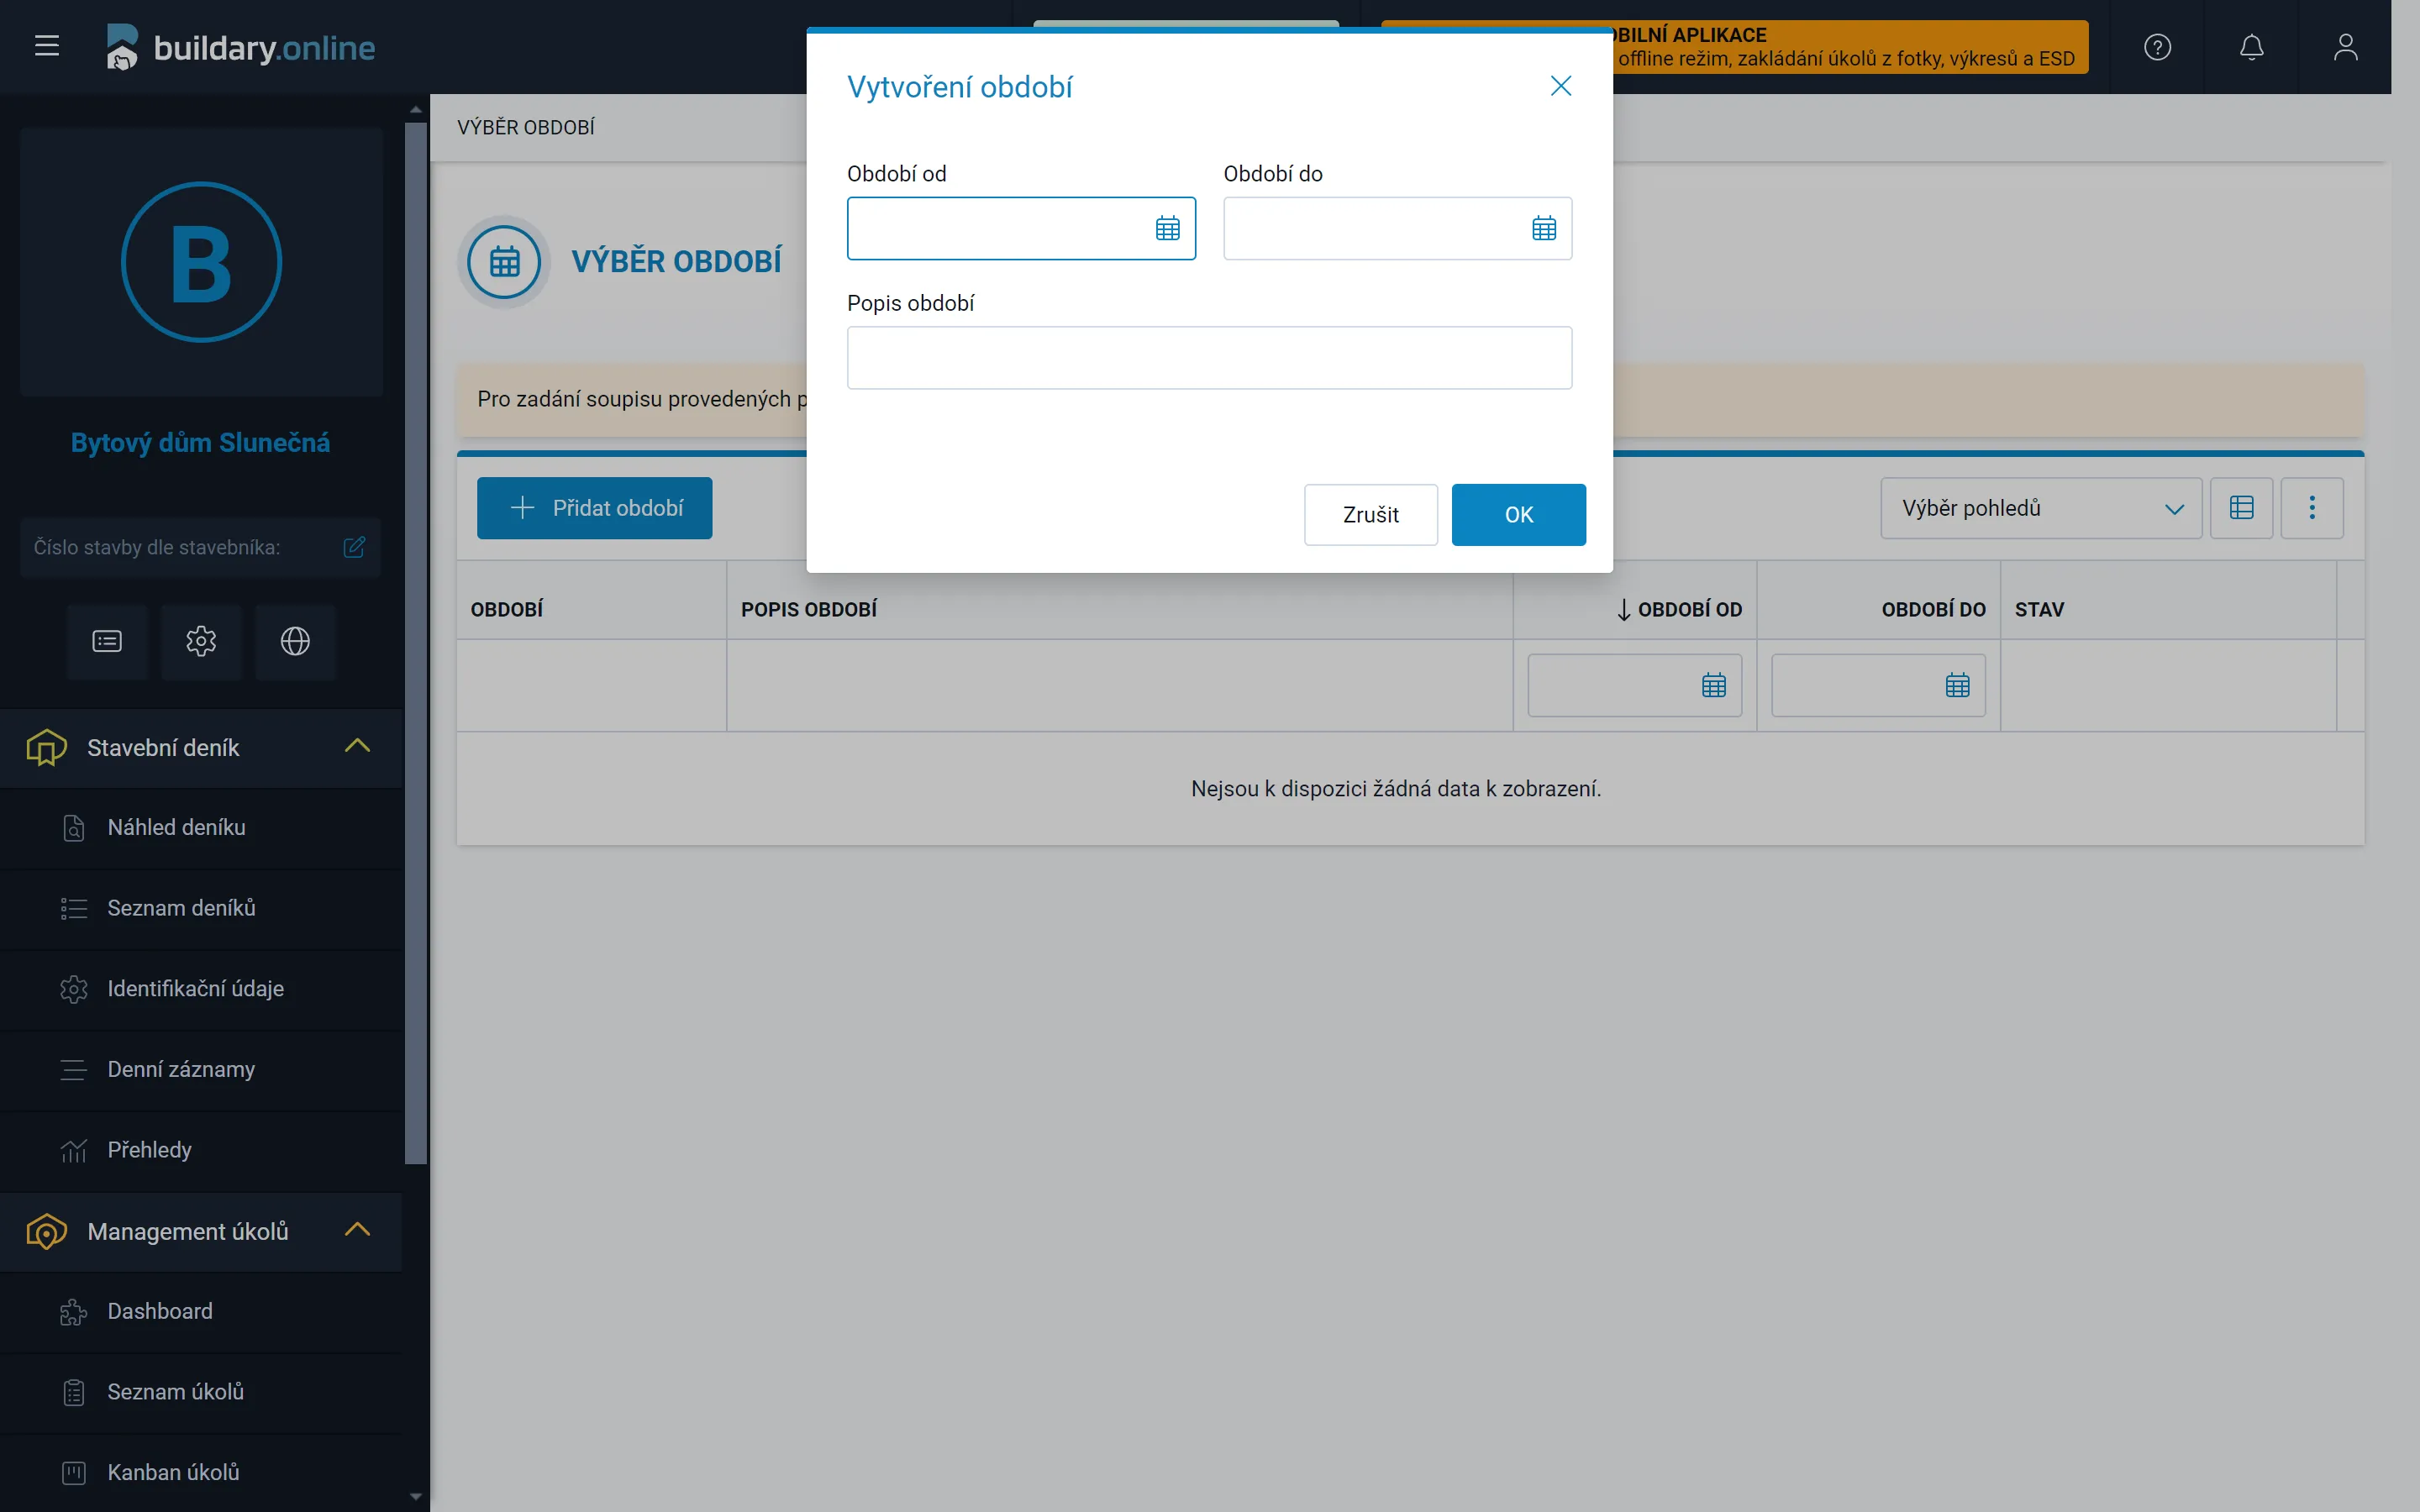 buildary.online
OBILNÍ APLIKACE
offline režim, zakládání úkolů z fotky, výkresů a ESD
B
Bytový dům Slunečná
Číslo stavby dle stavebníka:
Stavební deník
Náhled deníku
Seznam deníků
Identifikační údaje
Denní záznamy
Přehledy
Management úkolů
Dashboard
Seznam úkolů
Kanban úkolů
VÝBĚR OBDOBÍ
VÝBĚR OBDOBÍ
Pro zadání soupisu provedených p
Přidat období
Výběr pohledů
OBDOBÍ POPIS OBDOBÍ OBDOBÍ OD OBDOBÍ DO STAV
Nejsou k dispozici žádná data k zobrazení.
Vytvoření období
Období od Období do
Popis období
Zrušit OK